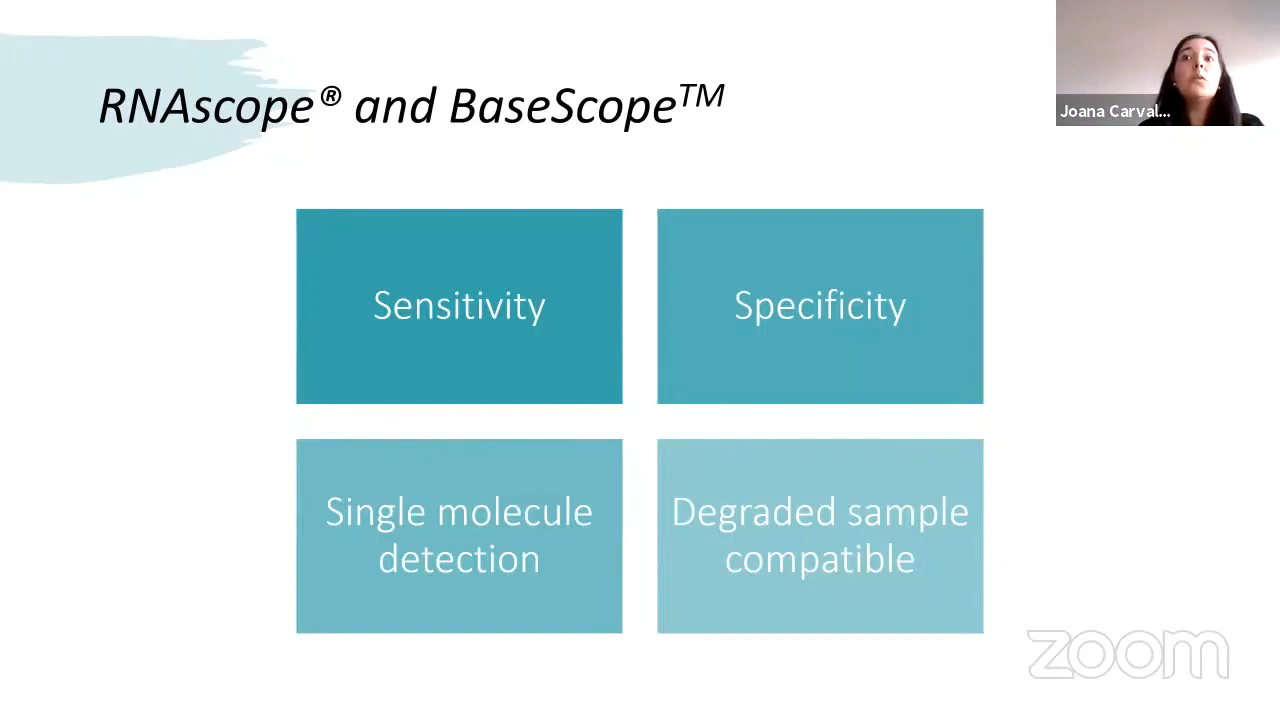 RNAscope® and BaseScope™
Joana Carval...
Sensitivity
Specificity
Single molecule
detection
Degraded sample
compatible
zoom